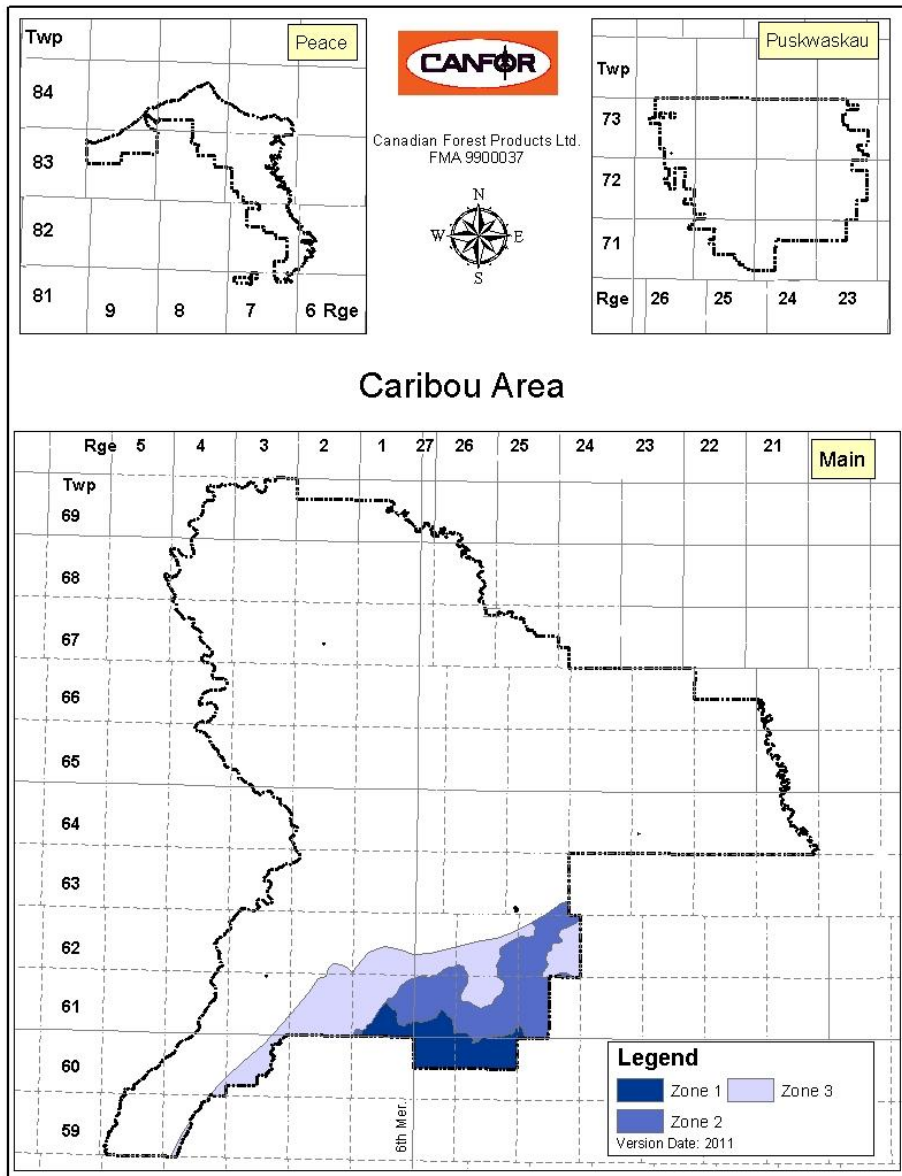 Twp
Peace
84
83
82
81
9 8 7 6 Rge
CANFOR
Canadian Forest Products Ltd.
FMA 9900037
N
W E
S
Puskwaskau
Twp
73
72
71
Rge 26 25 24 23
Caribou Area
Rge 5 4 3 2 1 27 26 25 24 23 22 21
Main
Twp
69
68
67
66
65
64
63
62
61
60
59
6th Mer.
Legend
Zone 1 Zone 3
Zone 2
Version Date: 2011